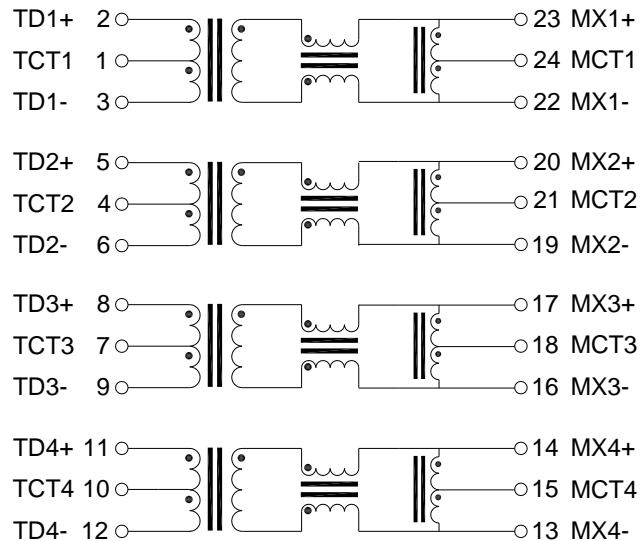 TD1+ 2 23 MX1+
TCT1 1 24 MCT1
TD1- 3 22 MX1-
TD2+ 5 20 MX2+
TCT2 4 21 MCT2
TD2- 6 19 MX2-
TD3+ 8 17 MX3+
TCT3 7 18 MCT3
TD3- 9 16 MX3-
TD4+ 11 14 MX4+
TCT4 10 15 MCT4
TD4- 12 13 MX4-